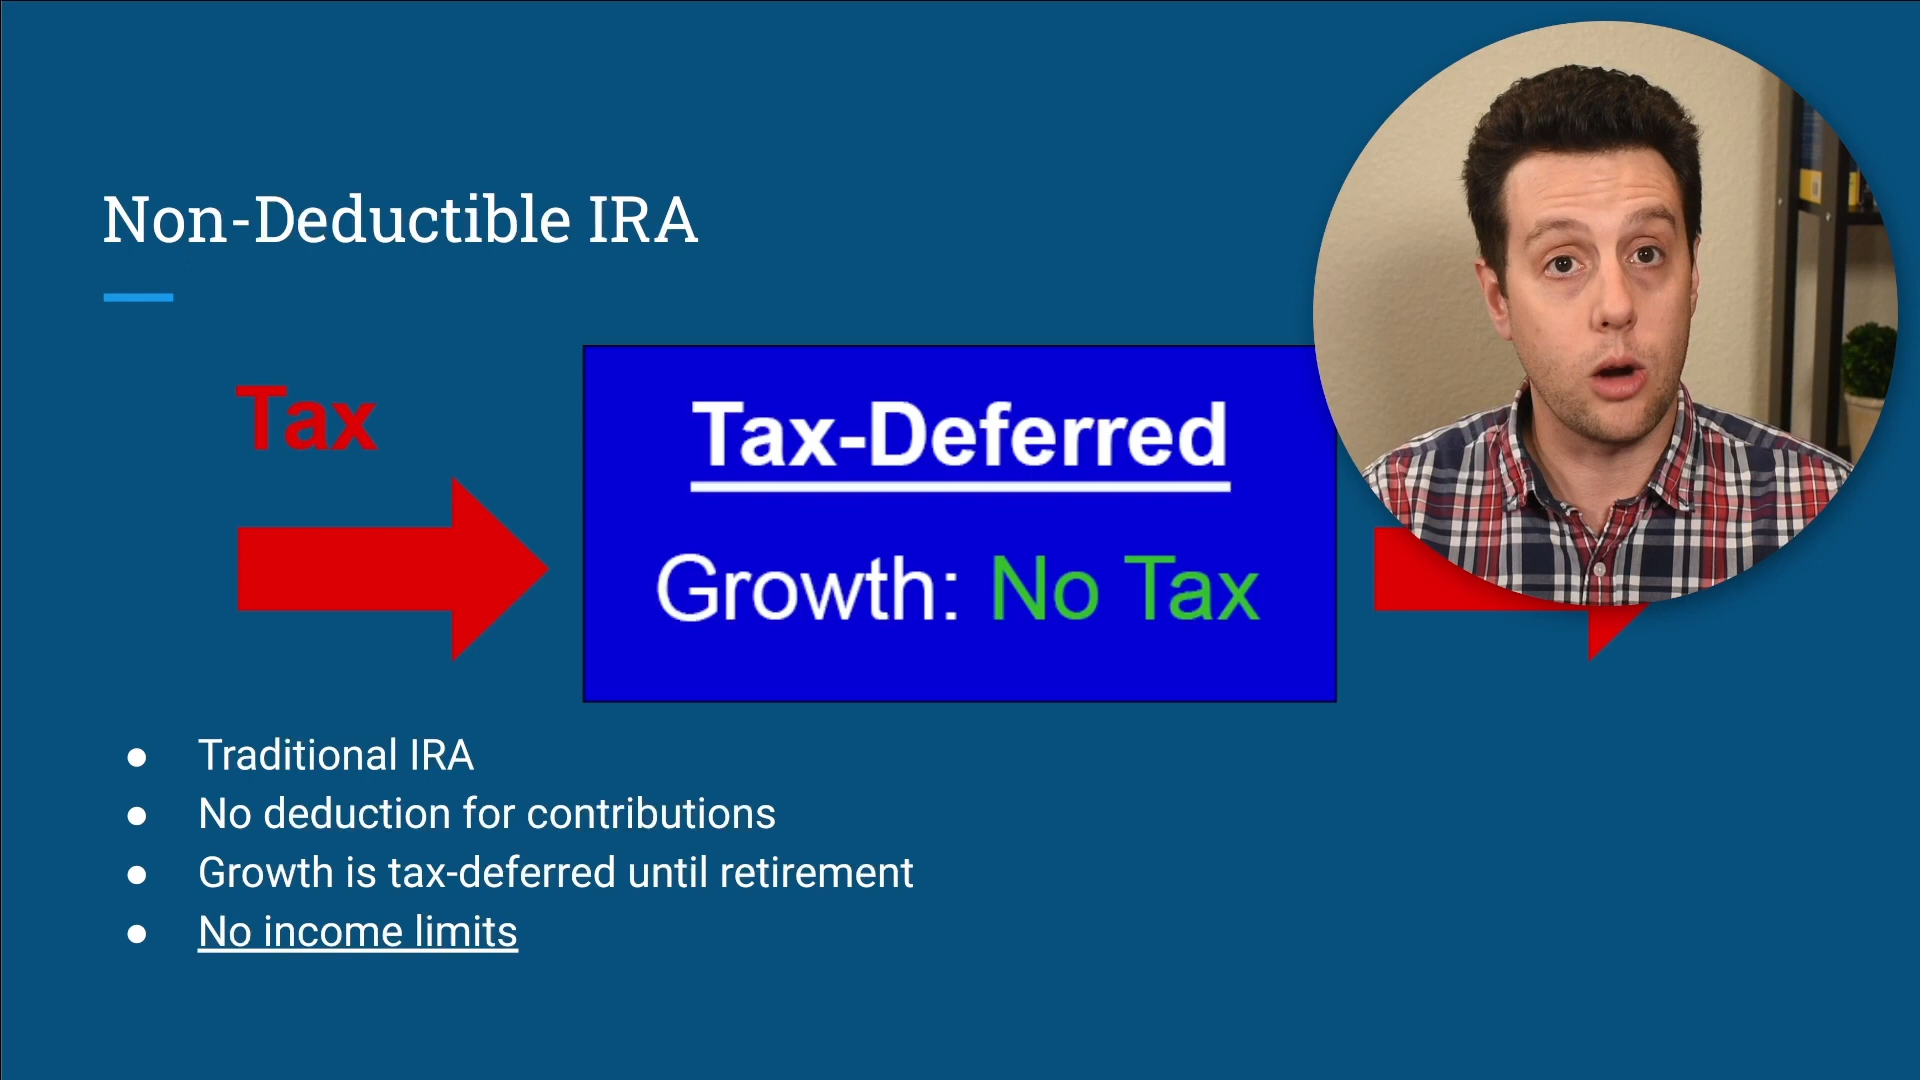 Non-Deductible IRA
Tax
Tax-Deferred
Growth: No Tax
● Traditional IRA
● No deduction for contributions
● Growth is tax-deferred until retirement
● No income limits